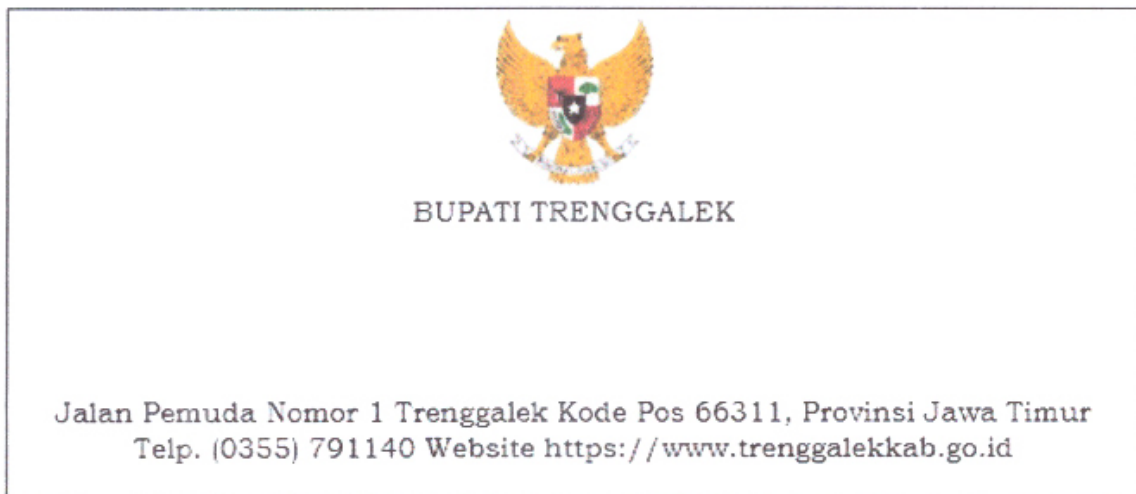 BUPATI TRENGGALEK
Jalan Pemuda Nomor 1 Trenggalek Kode Pos 66311, Provinsi Jawa Timur
Telp. (0355) 791140 Website https://www.trenggalekkab.go.id